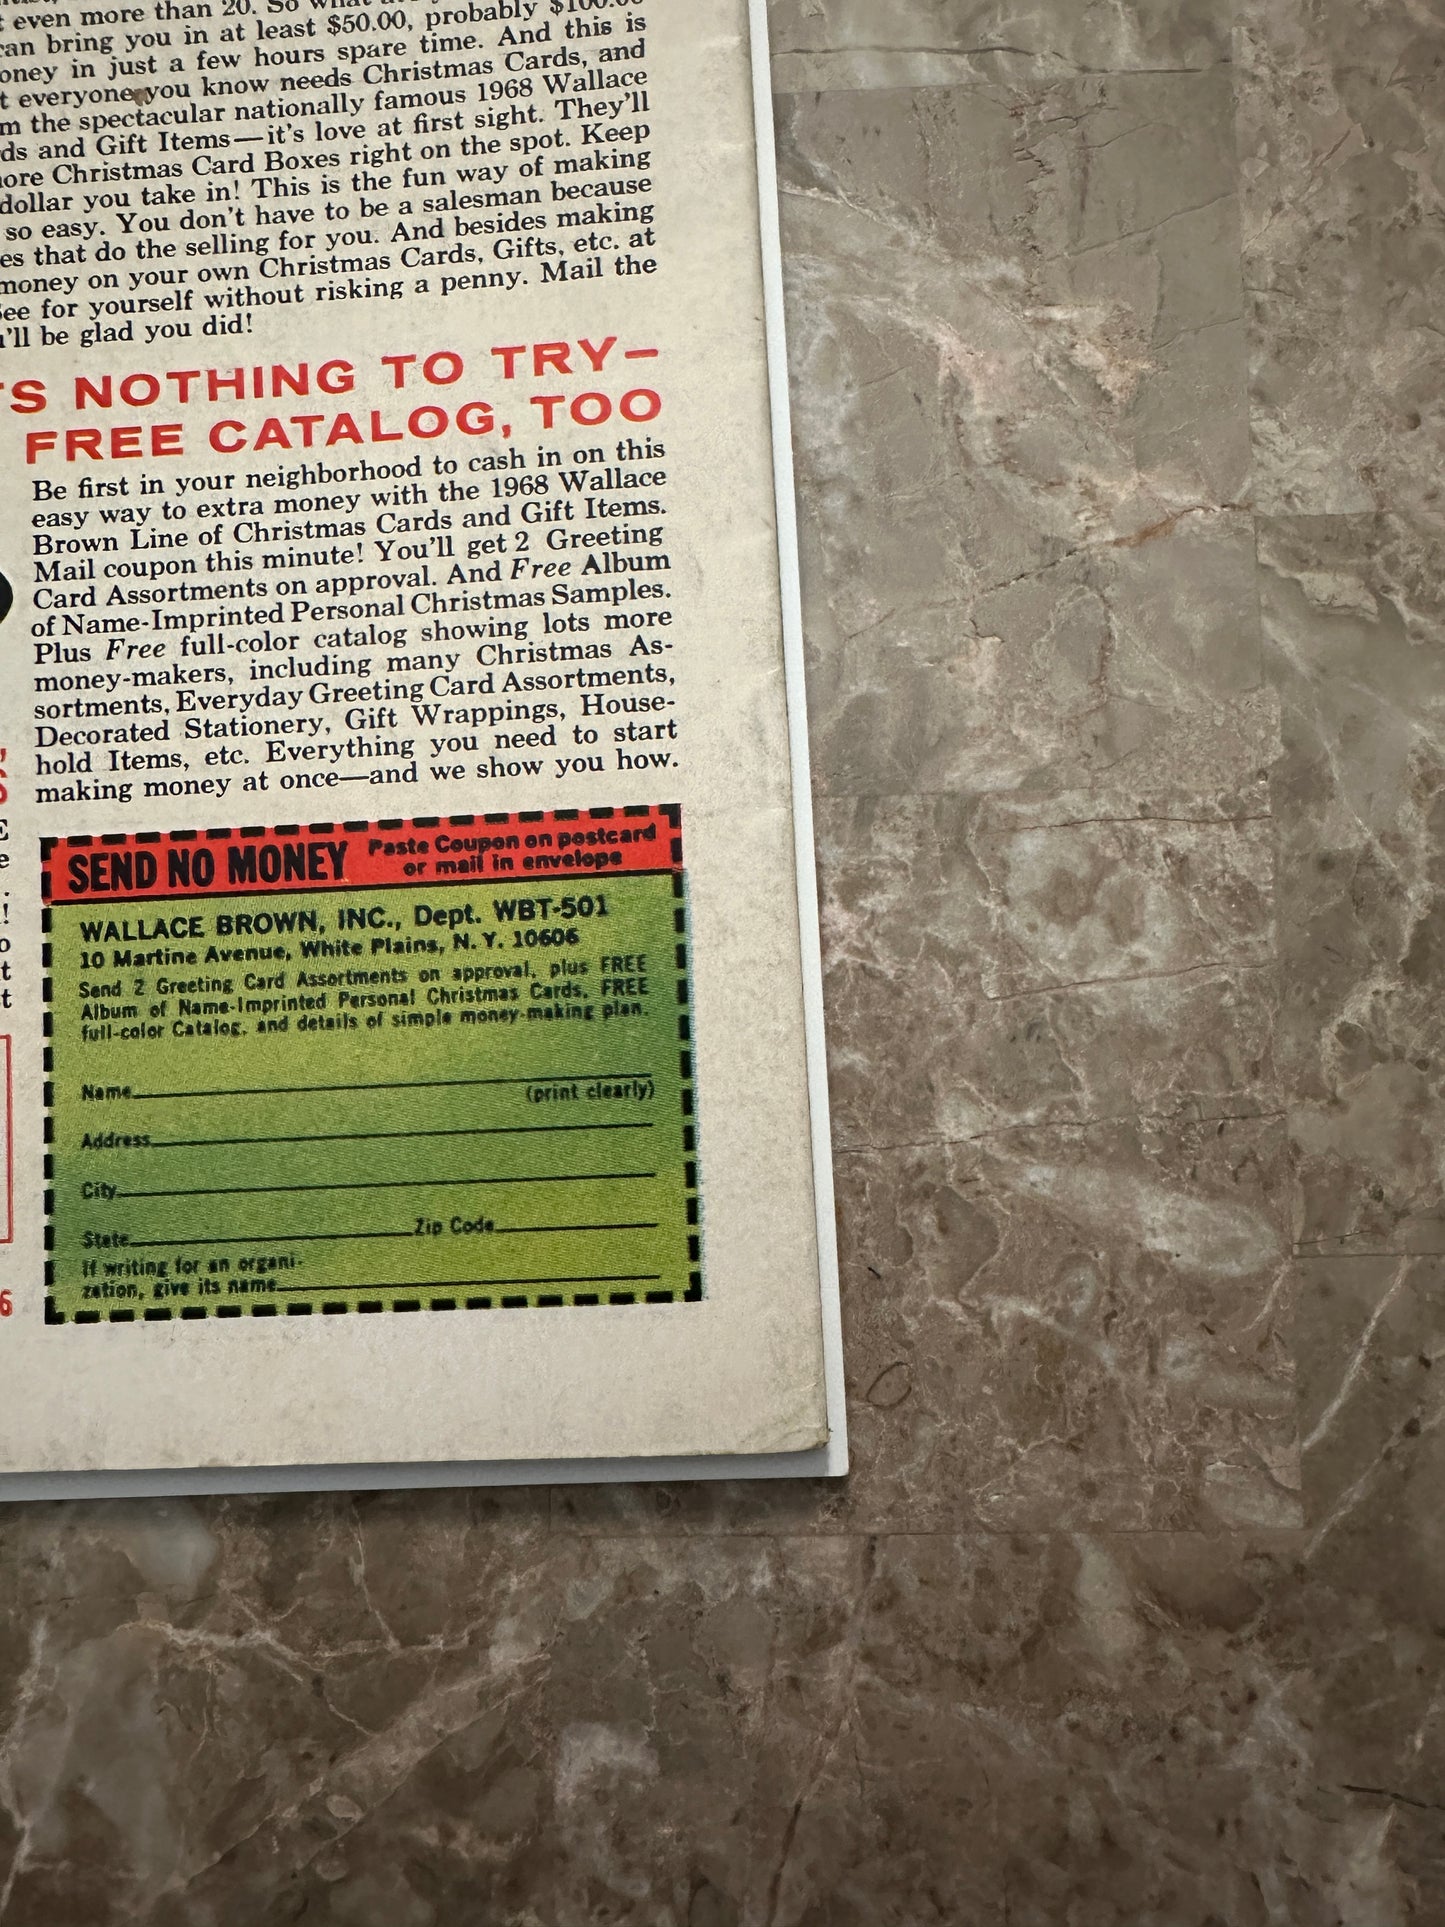 even more than 20. So what
can bring you in at least $50.00, probably $100.00
oney in just a few hours spare time. And this is
t everyone you know needs Christmas Cards, and
m the spectacular nationally famous 1968 Wallace
ds and Gift Items—it's love at first sight. They'll
ore Christmas Card Boxes right on the spot. Keep
dollar you take in! This is the fun way of making
so easy. You don't have to be a salesman because
es that do the selling for you. And besides making
money on your own Christmas Cards, Gifts, etc. at
See for yourself without risking a penny. Mail the
u'll be glad you did!
'S NOTHING TO TRY—
FREE CATALOG, TOO
Be first in your neighborhood to cash in on this
easy way to extra money with the 1968 Wallace
Brown Line of Christmas Cards and Gift Items.
Mail coupon this minute! You'll get 2 Greeting
Card Assortments on approval. And Free Album
of Name-Imprinted Personal Christmas Samples.
Plus Free full-color catalog showing lots more
money-makers, including many Christmas As-
sortments, Everyday Greeting Card Assortments,
Decorated Stationery, Gift Wrappings, House-
hold Items, etc. Everything you need to start
making money at once—and we show you how.
SEND NO MONEY
Paste Coupon on postcard
or mail in envelope
WALLACE BROWN, INC., Dept. WBT-501
10 Martine Avenue, White Plains, N. Y. 10606
Send 2 Greeting Card Assortments on approval, plus FREE
Album of Name-Imprinted Personal Christmas Cards, FREE
full-color Catalog, and details of simple money-making plan.
Name
(print clearly)
Address
City
State Zip Code
If writing for an organi-
zation, give its name